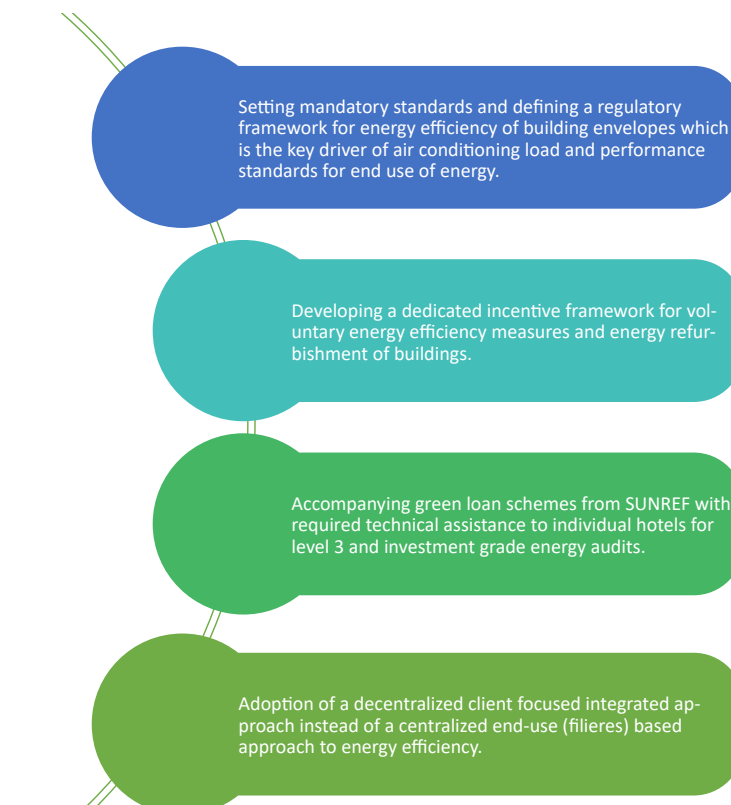 Setting mandatory standards and defining a regulatory
framework for energy efficiency of building envelopes which
is the key driver of air conditioning load and performance
standards for end use of energy.
Developing a dedicated incentive framework for vol-
untary energy efficiency measures and energy refur-
bishment of buildings.
Accompanying green loan schemes from SUNREF with
required technical assistance to individual hotels for
level 3 and investment grade energy audits.
Adoption of a decentralized client focused integrated ap-
proach instead of a centralized end-use (filieres) based
approach to energy efficiency.